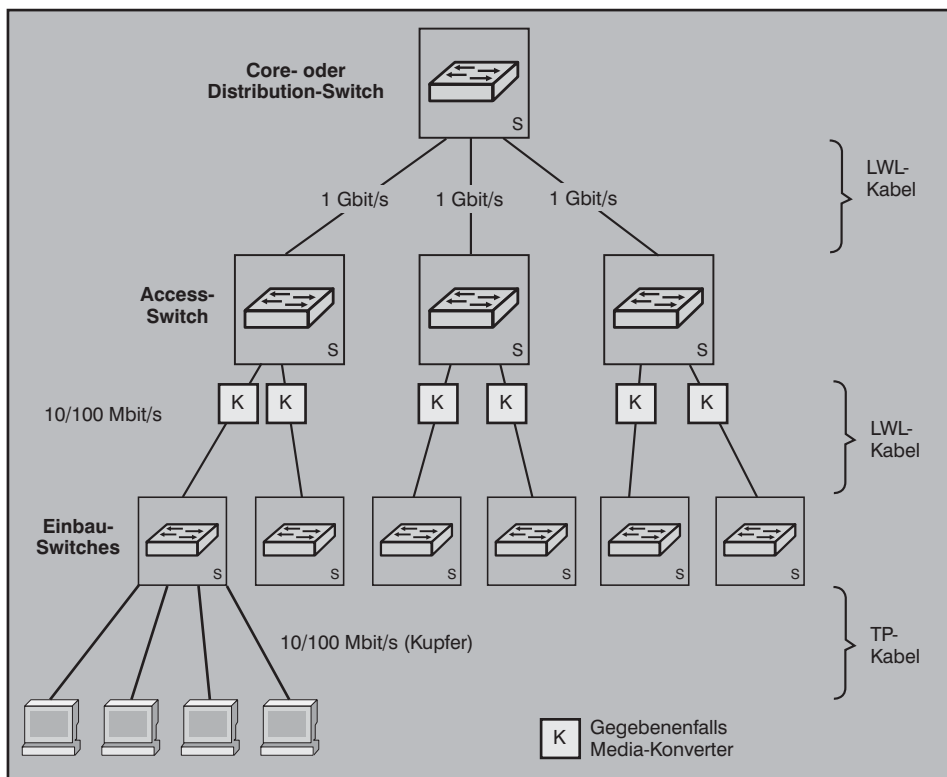 Core- oder
Distribution-Switch
S
LWL-
Kabel
1 Gbit/s
1 Gbit/s
1 Gbit/s
Access-
Switch
S
S
S
K
K
K
K
K
K
10/100 Mbit/s
LWL-
Kabel
Einbau-
Switches
S
S
S
S
S
S
10/100 Mbit/s (Kupfer)
TP-
Kabel
K
Gegebenenfalls
Media-Konverter